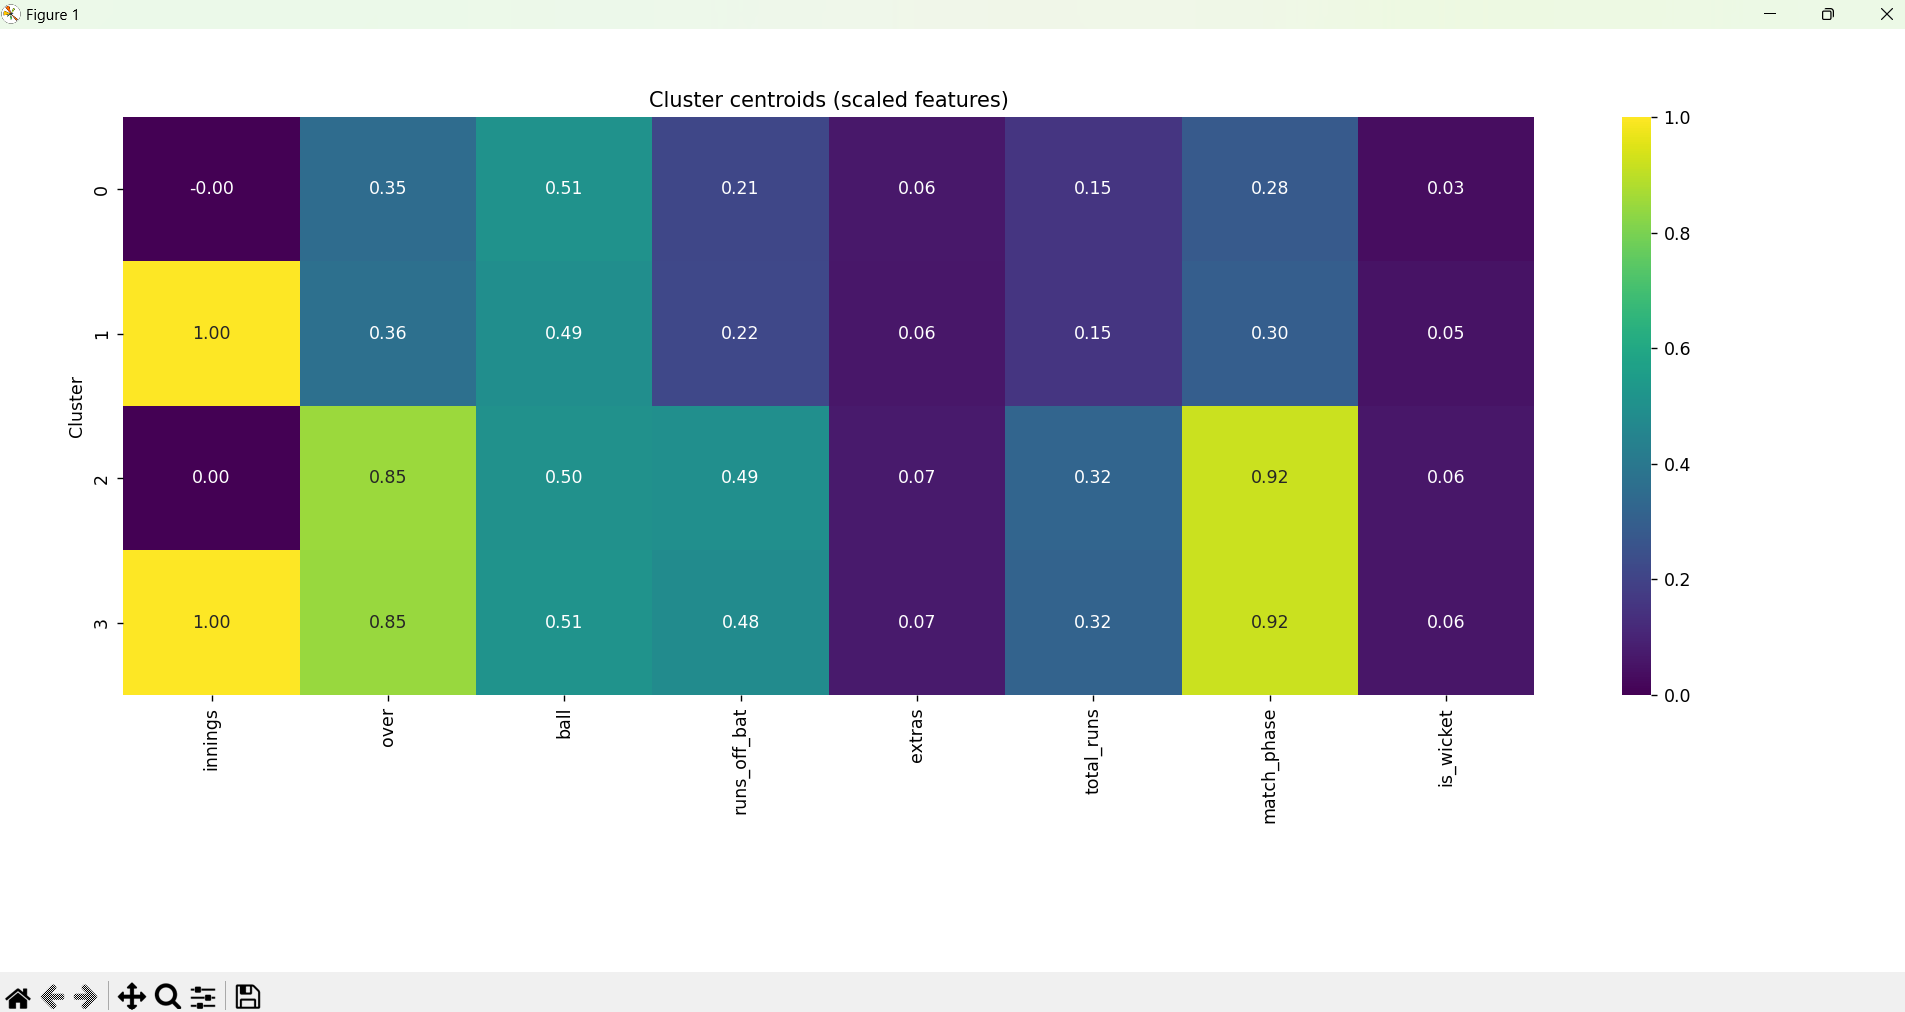 Figure 1
Cluster centroids (scaled features)
0 -0.00 0.35 0.51 0.21 0.06 0.15 0.28 0.03
1 1.00 0.36 0.49 0.22 0.06 0.15 0.30 0.05
2 0.00 0.85 0.50 0.49 0.07 0.32 0.92 0.06
3 1.00 0.85 0.51 0.48 0.07 0.32 0.92 0.06
Cluster
innings over ball runs_off_bat extras total_runs match_phase is_wicket
1.0
0.8
0.6
0.4
0.2
0.0